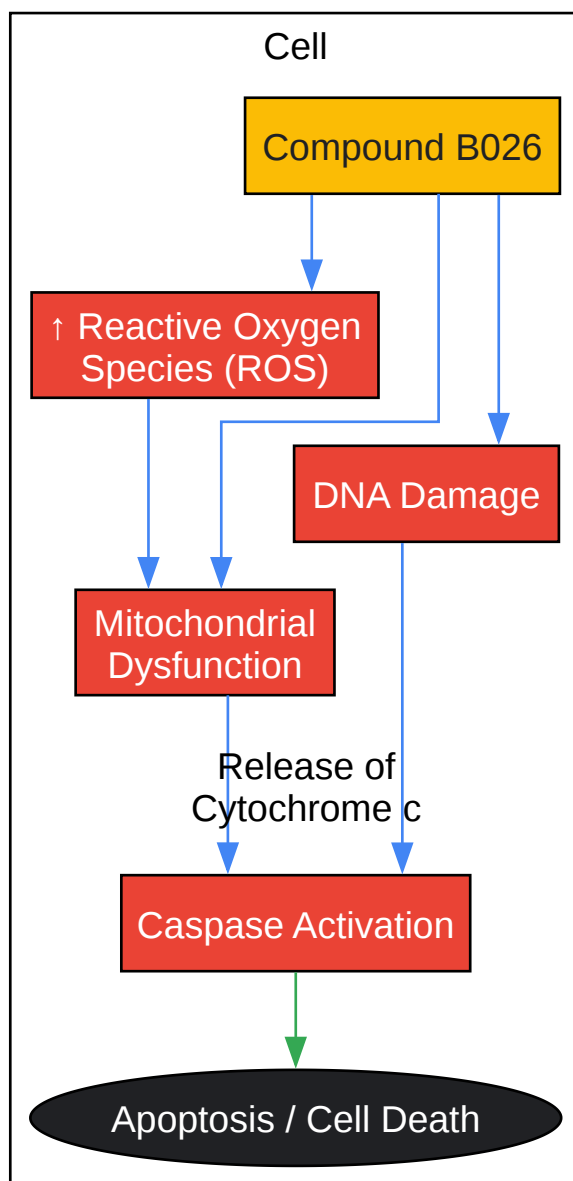 Cell
Compound B026
↑ Reactive Oxygen
Species (ROS)
DNA Damage
Mitochondrial
Dysfunction
Release of
Cytochrome c
Caspase Activation
Apoptosis / Cell Death